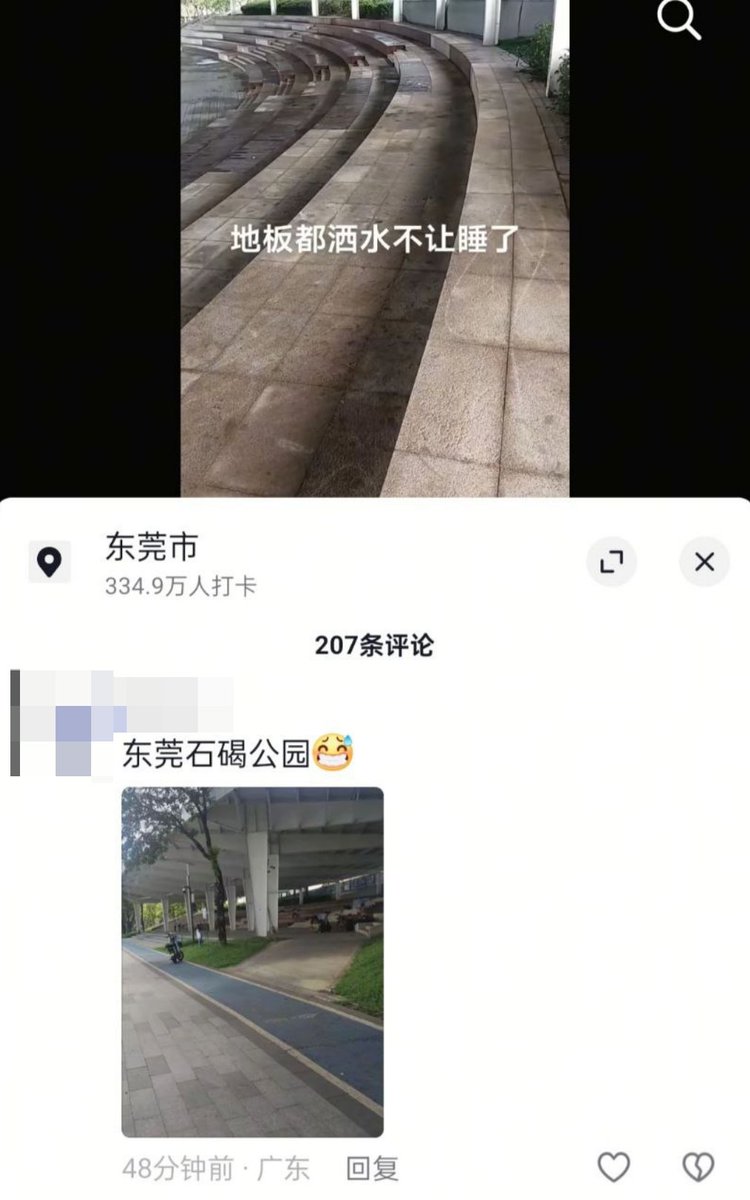 地板都洒水不让睡了
东莞市
334.9万人打卡
207条评论
东莞石碣公园😅
48分钟前 · 广东 回复